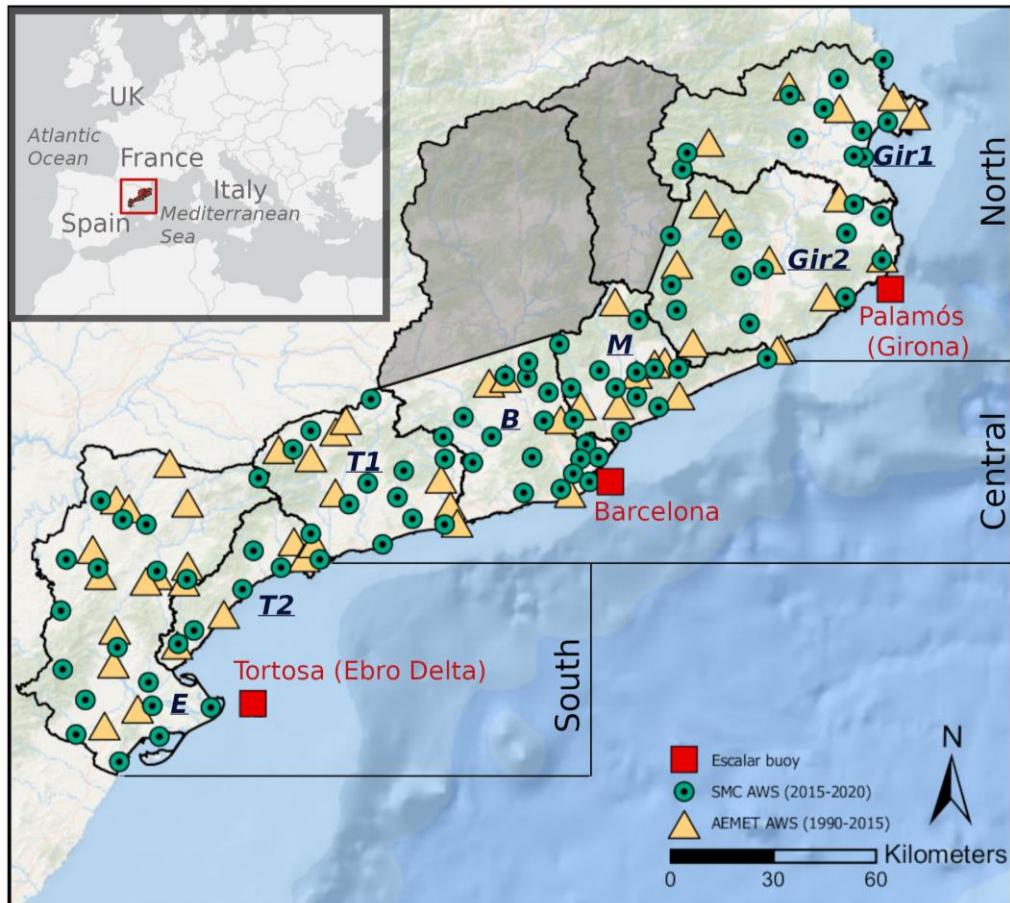 UK
Atlantic
Ocean
France
Italy
Spain
Mediterranean
Sea
Gir1
North
Gir2
Palamós
(Girona)
M
B
T1
Barcelona
Central
T2
Tortosa (Ebro Delta)
South
E
N
Escalar buoy
SMC AWS (2015-2020)
AEMET AWS (1990-2015)
Kilometers
0 30 60